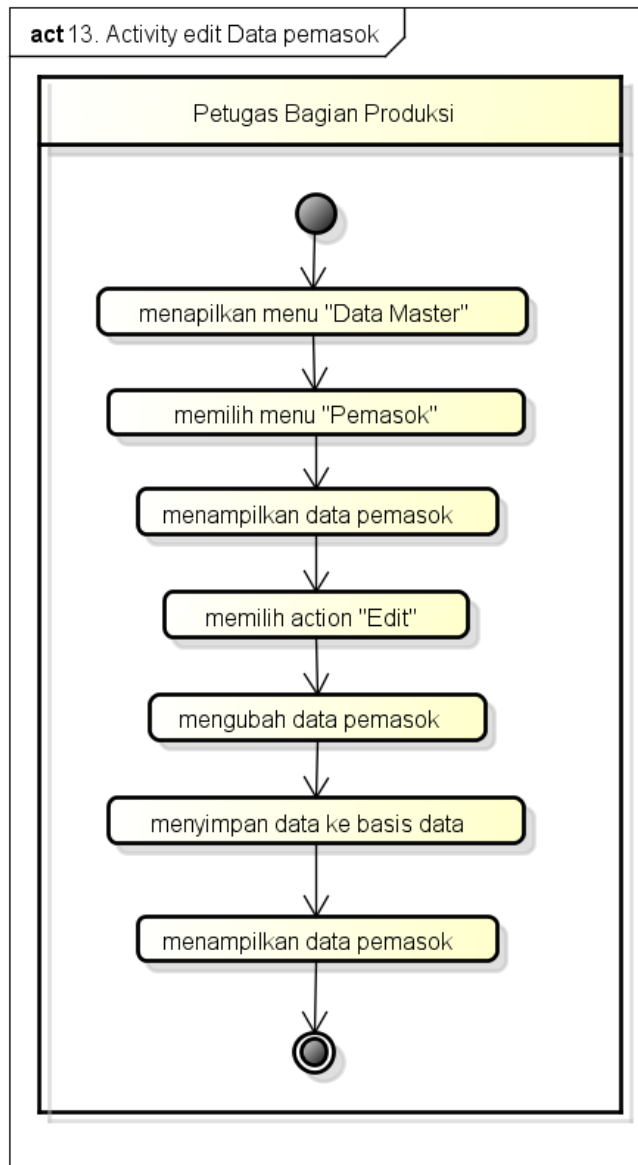 act 13. Activity edit Data pemasok
Petugas Bagian Produksi
menapilkan menu "Data Master"
memilih menu "Pemasok"
menampilkan data pemasok
memilih action "Edit"
mengubah data pemasok
menyimpan data ke basis data
menampilkan data pemasok